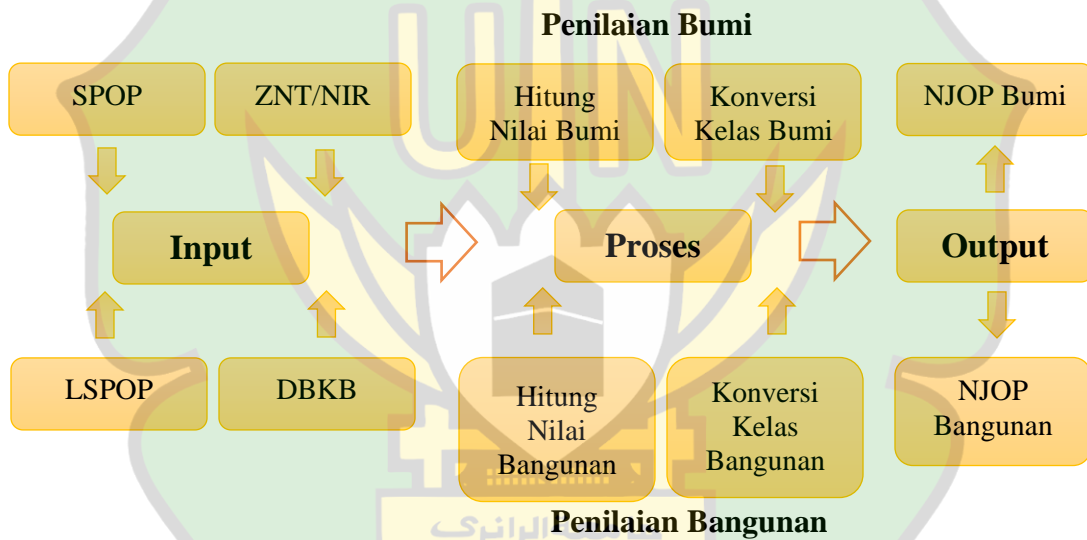 Penilaian Bumi
SPOP
ZNT/NIR
Hitung
Nilai Bumi
Konversi
Kelas Bumi
NJOP Bumi
UIN
Input
Proses
Output
LSPOP
DBKB
Hitung
Nilai
Bangunan
Konversi
Kelas
Bangunan
NJOP
Bangunan
Penilaian Bangunan